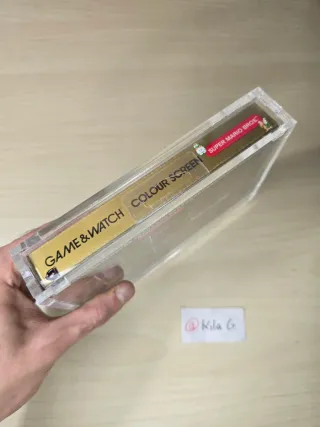 GAME & WATCH
COLOUR SCREEN
SUPER MARIO BROS.
Kila G